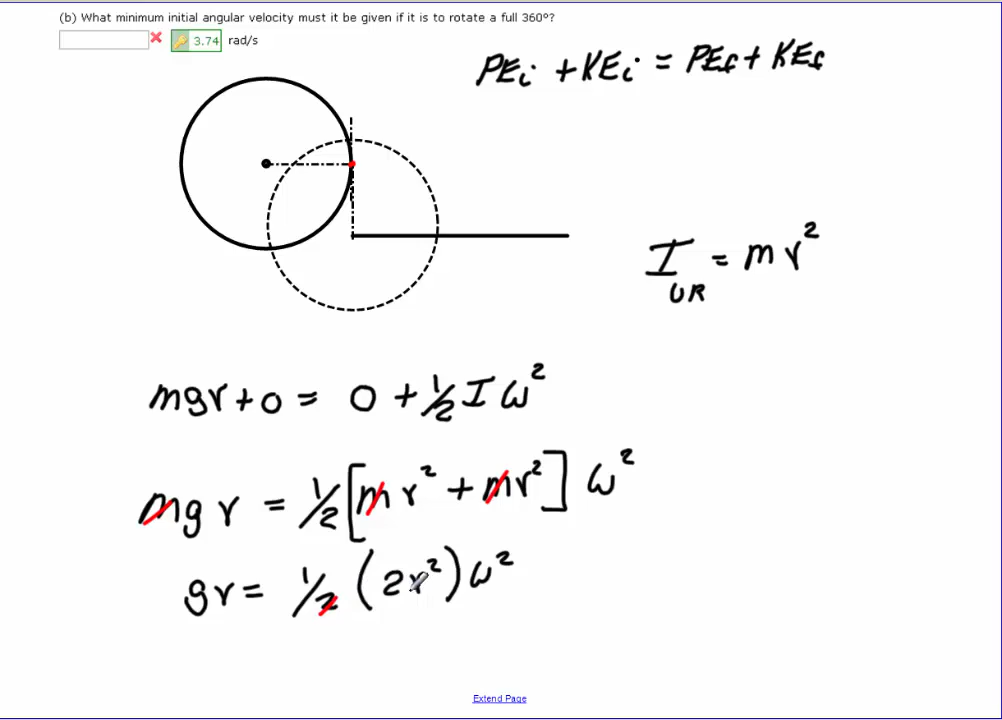 (b) What minimum initial angular velocity must it be given if it is to rotate a full 360°?
3.74 rad/s
PEi + KEi = PEf + KEf
I_UR = mr²
mgr + 0 = 0 + 1/2 I ω²
mgr = 1/2 [mr² + mr²] ω²
gr = 1/2 (2r²) ω²
Extend Page